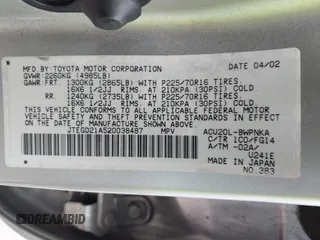 MFD.BY:TOYOTA MOTOR CORPORATION 04/02
GVWR 2260KG (4985LB)
GAWR FRT 1300KG (2865LB) WITH P225/70R16 TIRES,
16X6 1/2JJ RIMS AT 210KPA (30PSI) COLD.
RR 1240KG (2735LB) WITH P225/70R16 TIRES,
16X6 1/2JJ RIMS AT 210KPA (30PSI) COLD.
THIS VEHICLE CONFORMS TO ALL APPLICABLE FEDERAL
MOTOR VEHICLE SAFETY STANDARDS IN EFFECT
ON THE DATE OF MANUFACTURE SHOWN ABOVE.
JTEGD21A520038487 MPV ACU20L-BWPNKA
C/TR 1C0/FG14
A/TM -02A/
U241E
MADE IN JAPAN
NO.383
DREAMBID